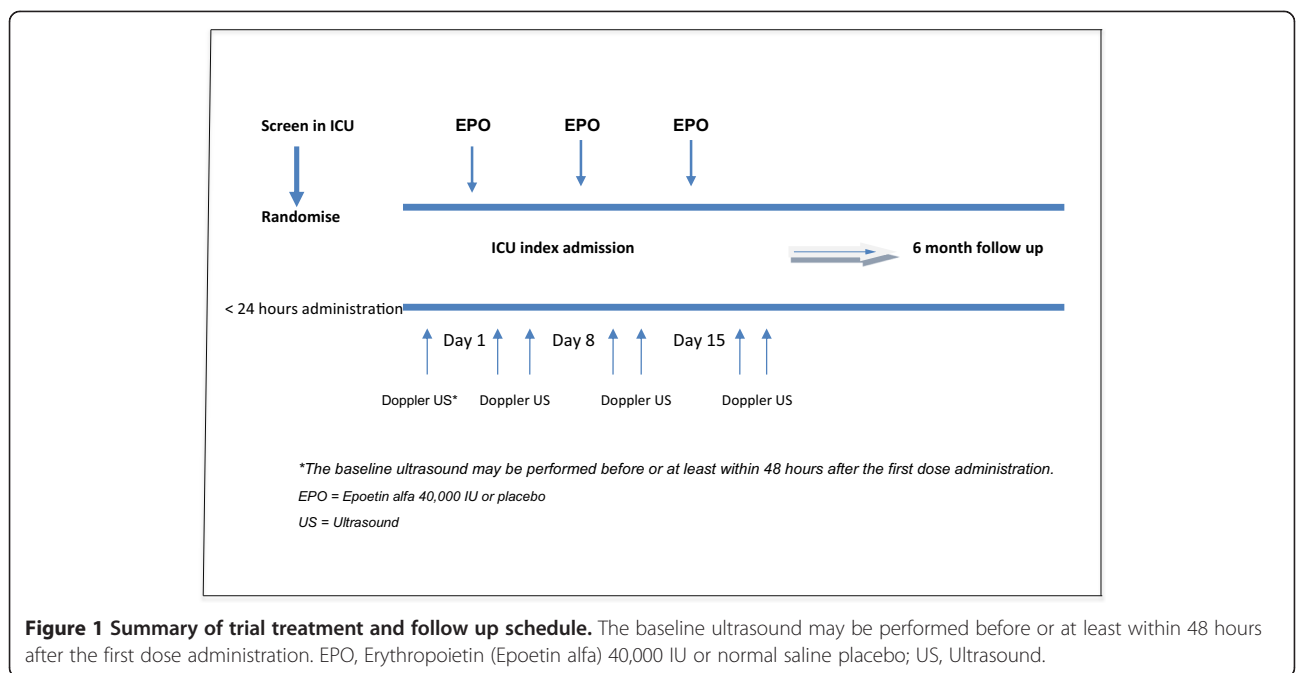 Screen in ICU EPO EPO EPO
Randomise
ICU index admission 6 month follow up
< 24 hours administration
Day 1 Day 8 Day 15
Doppler US* Doppler US Doppler US Doppler US
*The baseline ultrasound may be performed before or at least within 48 hours after the first dose administration.
EPO = Epoetin alfa 40,000 IU or placebo
US = Ultrasound
Figure 1 Summary of trial treatment and follow up schedule. The baseline ultrasound may be performed before or at least within 48 hours
after the first dose administration. EPO, Erythropoietin (Epoetin alfa) 40,000 IU or normal saline placebo; US, Ultrasound.